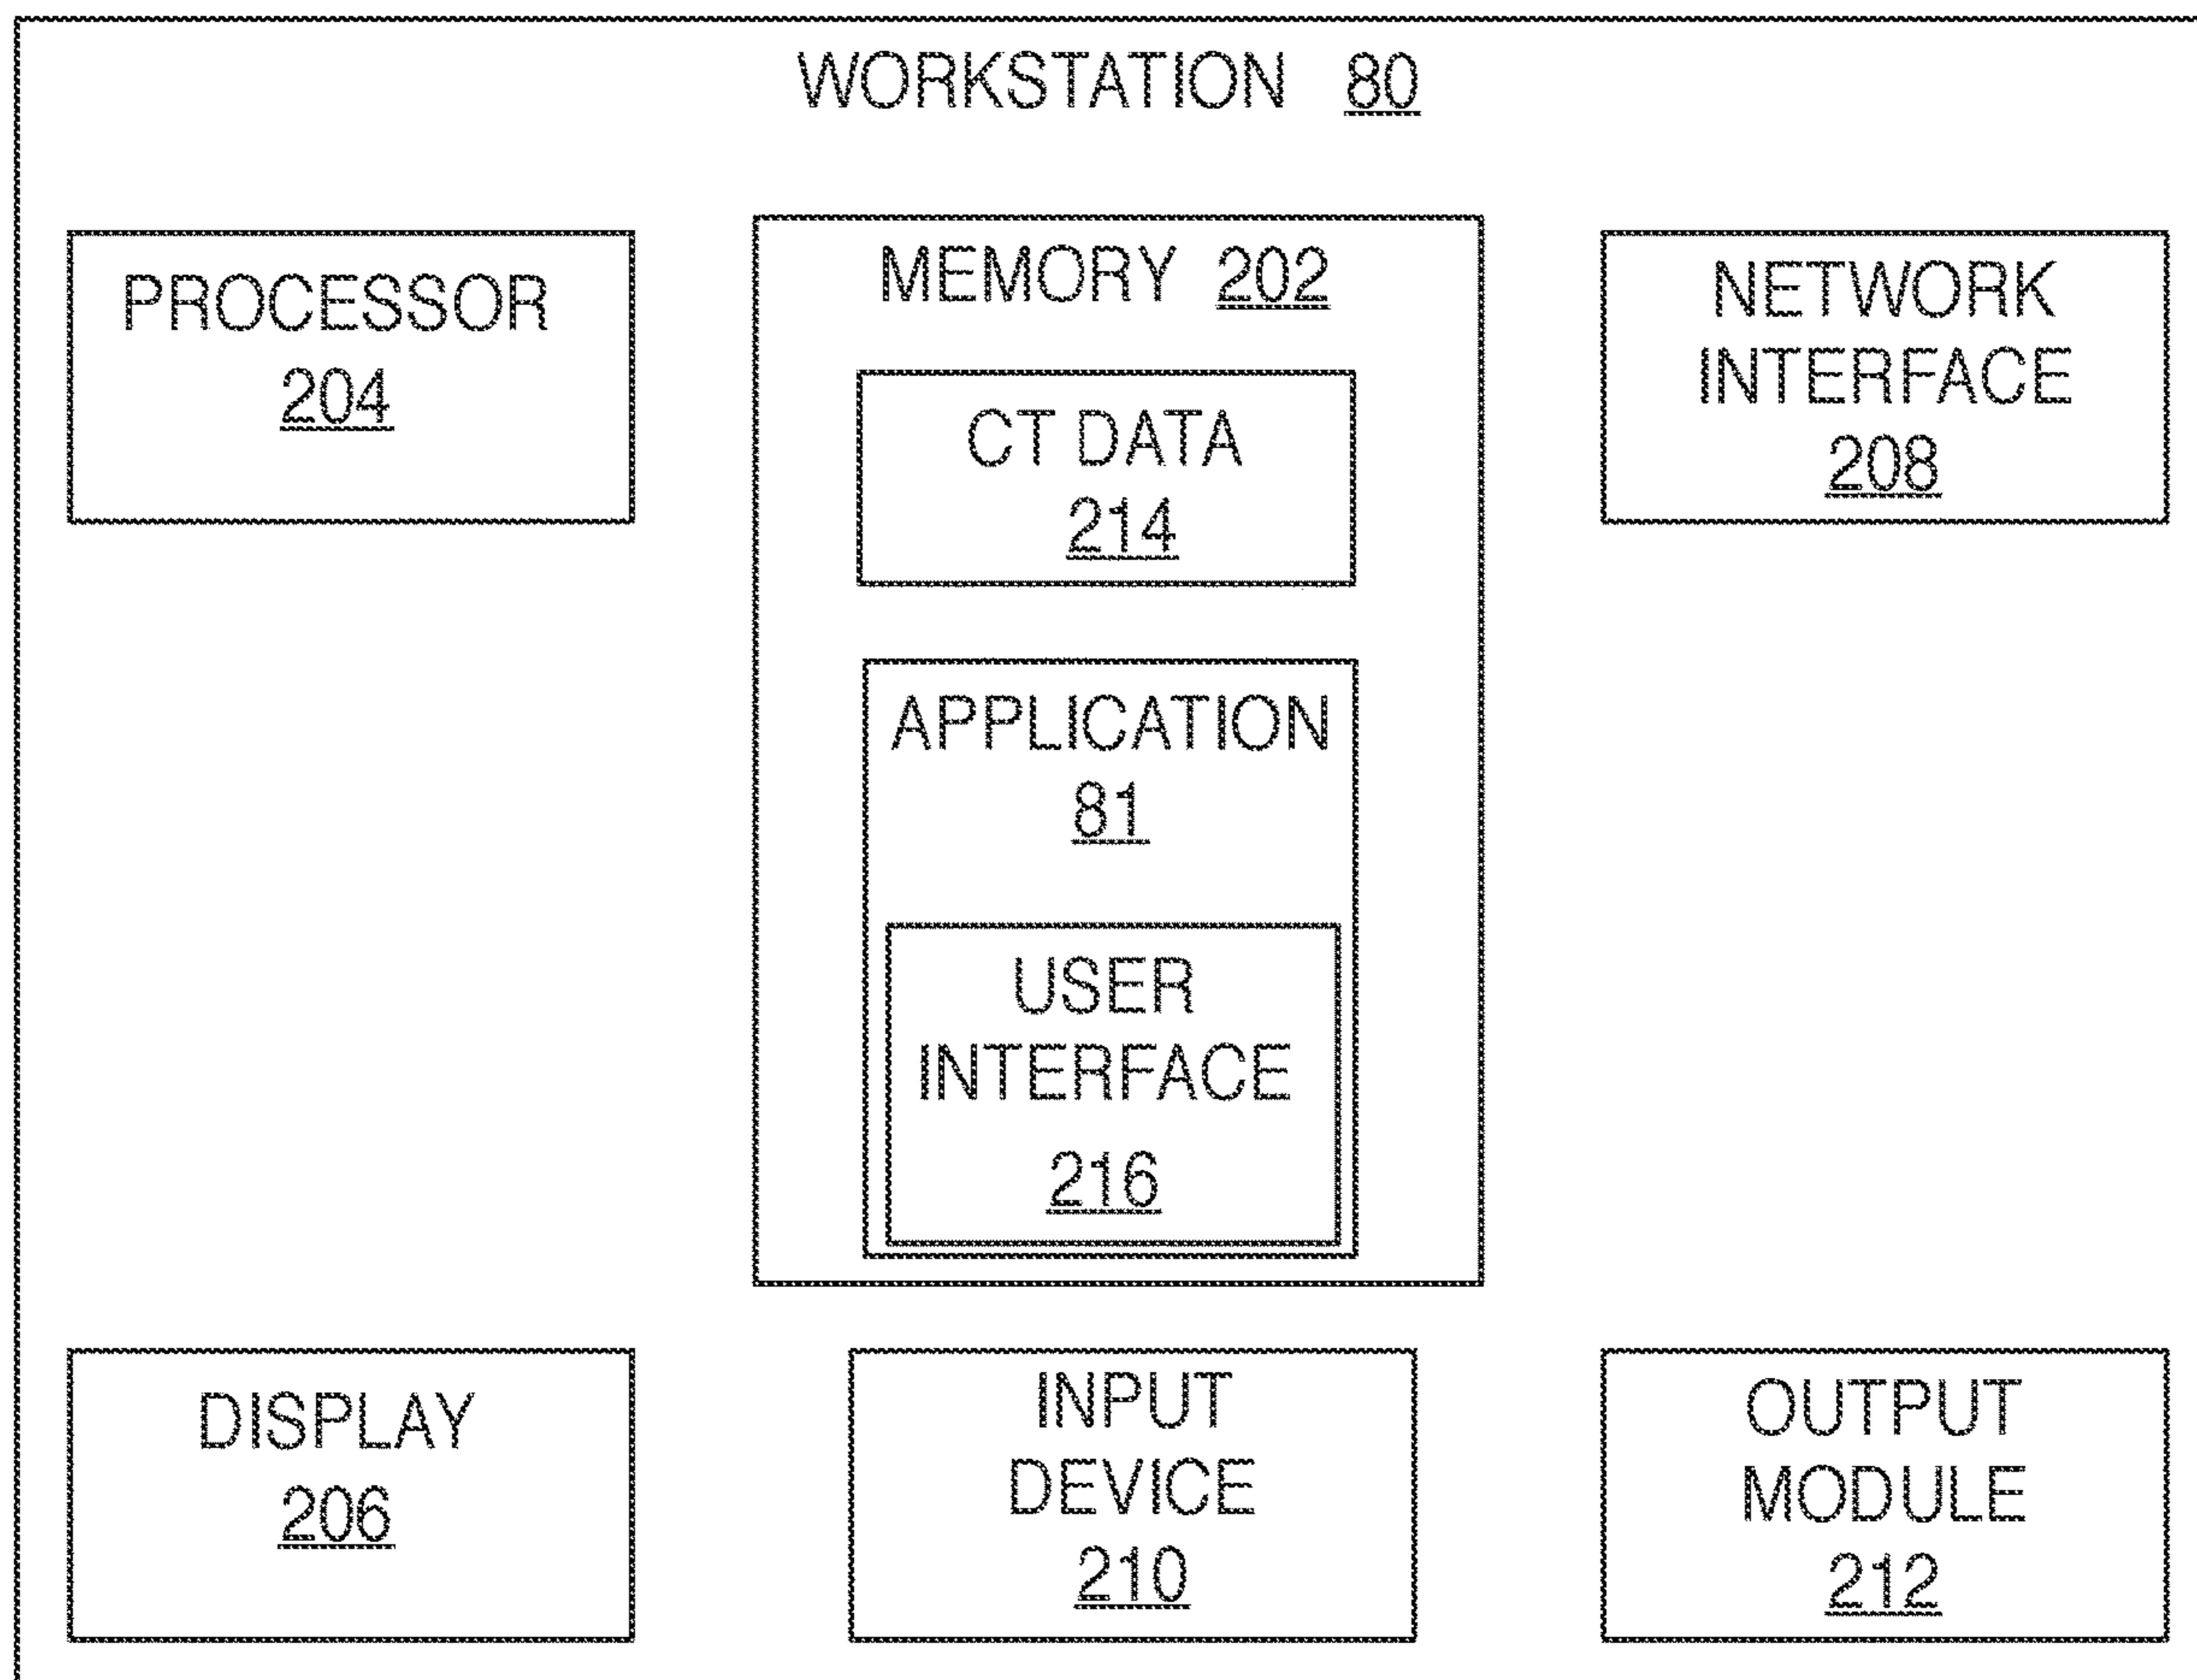 WORKSTATION 80
PROCESSOR
204
MEMORY 202
CT DATA
214
APPLICATION
81
USER
INTERFACE
216
NETWORK
INTERFACE
208
DISPLAY
206
INPUT
DEVICE
210
OUTPUT
MODULE
212